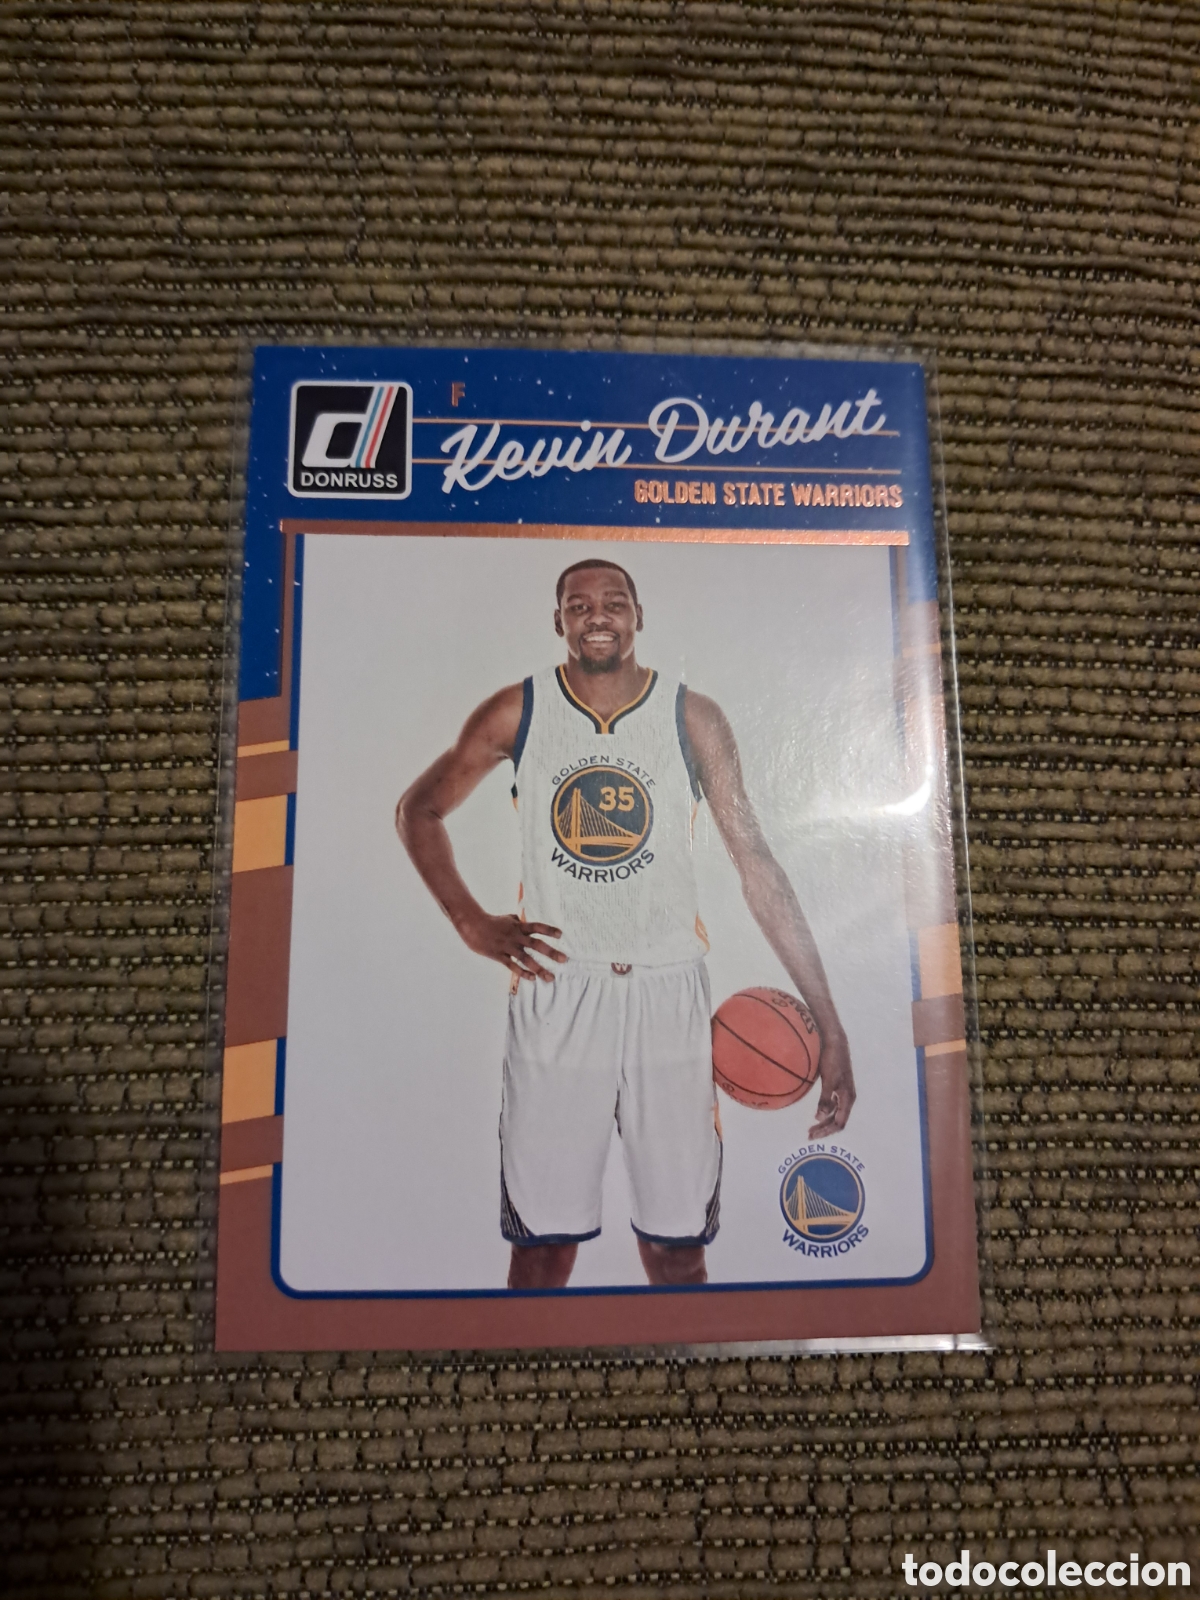 F
Kevin Durant
DONRUSS
GOLDEN STATE WARRIORS
GOLDEN STATE
35
WARRIORS
GOLDEN STATE
WARRIORS
todocoleccion